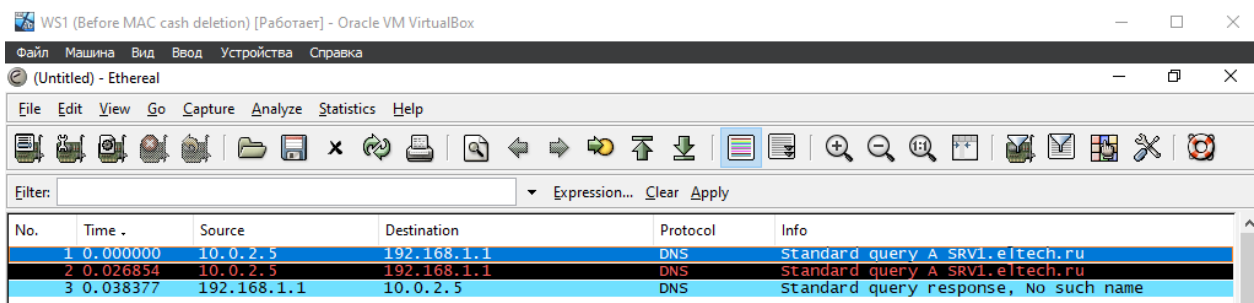 WS1 (Before MAC cash deletion) [Работает] - Oracle VM VirtualBox
Файл Машина Вид Ввод Устройства Справка
(Untitled) - Ethereal
File Edit View Go Capture Analyze Statistics Help
Filter: Expression... Clear Apply
No. Time . Source Destination Protocol Info
1 0.000000 10.0.2.5 192.168.1.1 DNS Standard query A SRV1.eltech.ru
2 0.026854 10.0.2.5 192.168.1.1 DNS Standard query A SRV1.eltech.ru
3 0.038377 192.168.1.1 10.0.2.5 DNS Standard query response, No such name